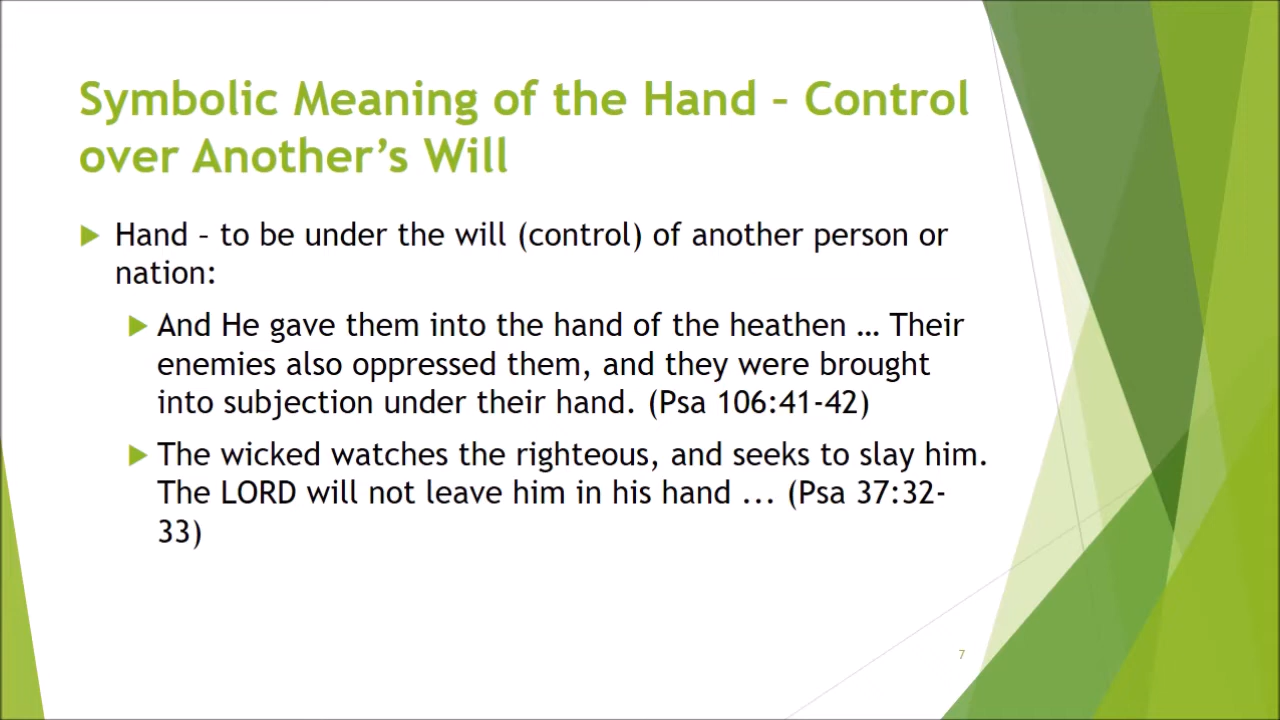 Symbolic Meaning of the Hand – Control
over Another’s Will
Hand – to be under the will (control) of another person or
nation:
And He gave them into the hand of the heathen … Their
enemies also oppressed them, and they were brought
into subjection under their hand. (Psa 106:41-42)
The wicked watches the righteous, and seeks to slay him.
The LORD will not leave him in his hand ... (Psa 37:32-
33)
7